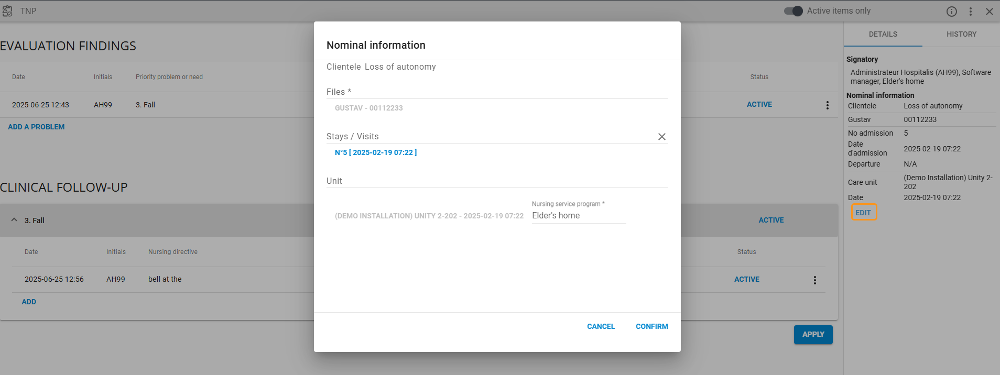 TNP
Active items only
EVALUATION FINDINGS
Date Initials Priority problem or need Status
2025-06-25 12:43 AH99 3. Fall ACTIVE
ADD A PROBLEM
CLINICAL FOLLOW-UP
3. Fall ACTIVE
Date Initials Nursing directive Status
2025-06-25 12:56 AH99 bell at the ACTIVE
ADD
APPLY
Nominal information
Clientele Loss of autonomy
Files *
GUSTAV - 00112233
Stays / Visits
N°5 [ 2025-02-19 07:22 ]
Unit
Nursing service program *
(DEMO INSTALLATION) UNITY 2-202 - 2025-02-19 07:22 Elder's home
CANCEL CONFIRM
DETAILS HISTORY
Signatory
Administrateur Hospitalis (AH99), Software
manager, Elder's home
Nominal information
Clientele Loss of autonomy
Gustav 00112233
No admission 5
Date
d'admission 2025-02-19 07:22
Departure N/A
Care unit (Demo Installation) Unity 2-
202
Date 2025-02-19 07:22
EDIT